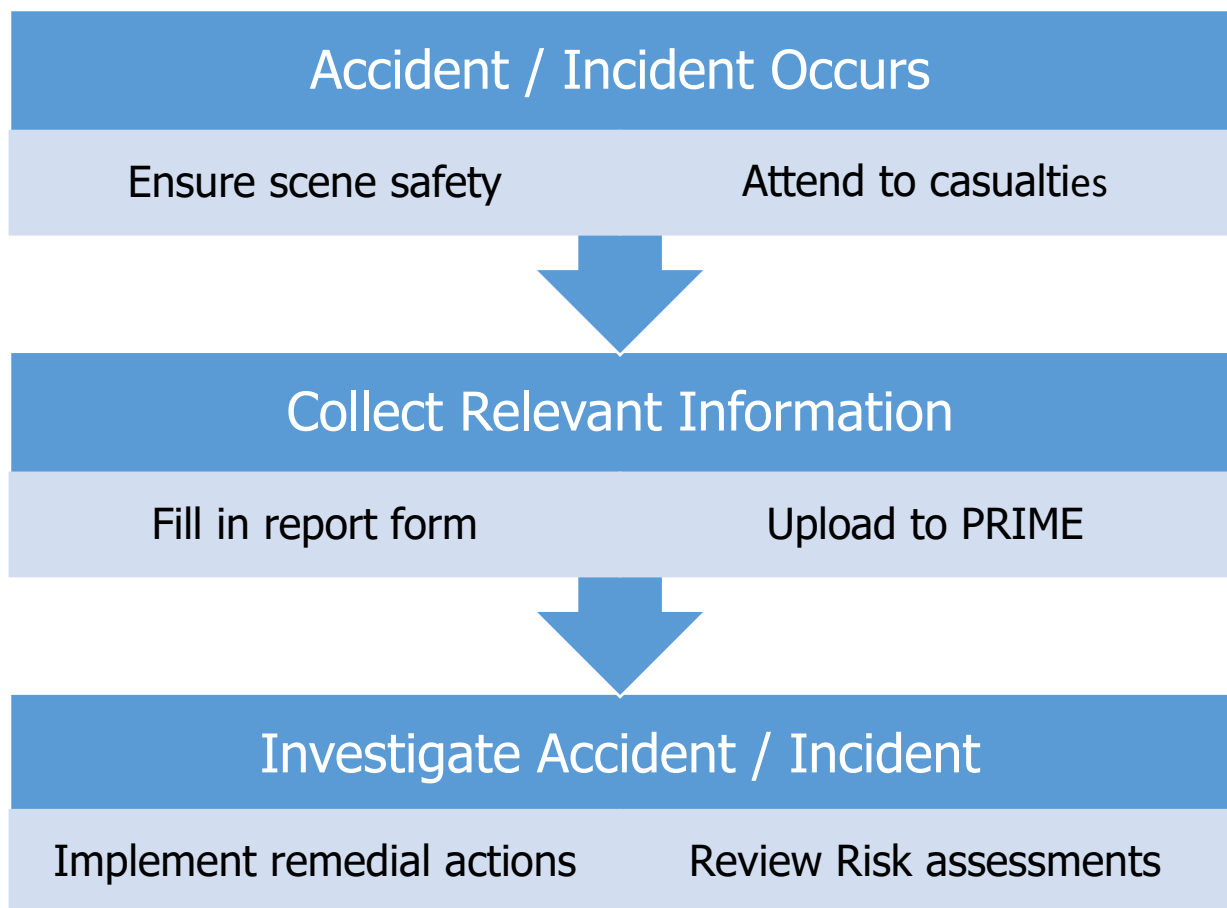 Accident / Incident Occurs
Ensure scene safety
Attend to casualties
Collect Relevant Information
Fill in report form
Upload to PRIME
Investigate Accident / Incident
Implement remedial actions
Review Risk assessments